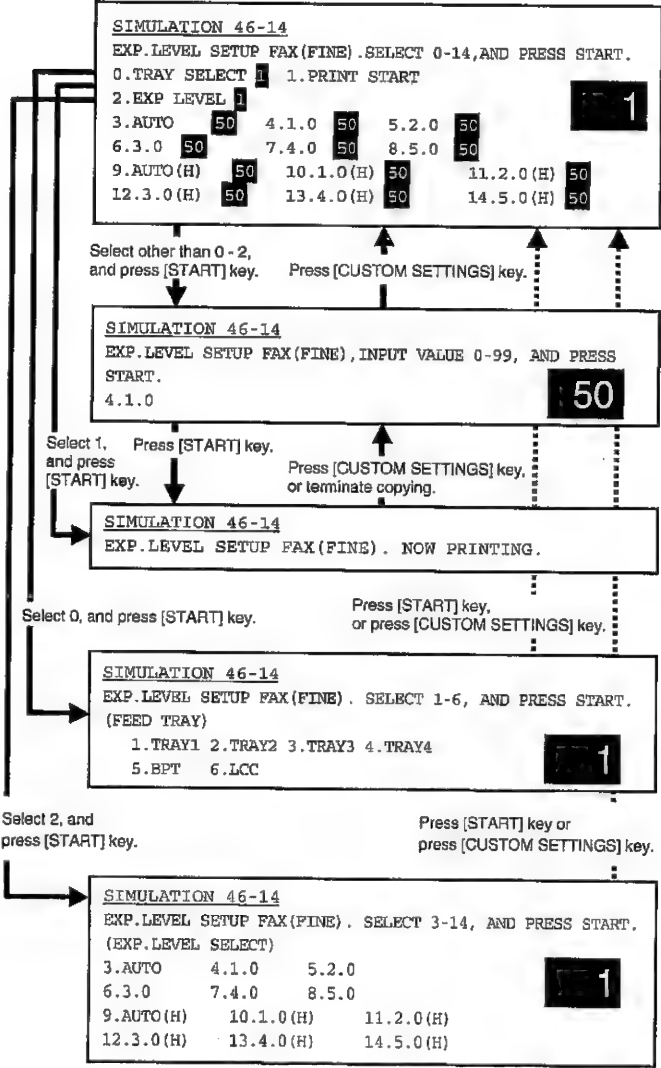 SIMULATION 46-14
EXP.LEVEL SETUP FAX(FINE).SELECT 0-14,AND PRESS START.
0.TRAY SELECT 1 1.PRINT START
2.EXP LEVEL 1
1
3.AUTO 50 4.1.0 50 5.2.0 50
6.3.0 50 7.4.0 50 8.5.0 50
9.AUTO(H) 50 10.1.0(H) 50 11.2.0(H) 50
12.3.0(H) 50 13.4.0(H) 50 14.5.0(H) 50
Select other than 0 - 2,
and press [START] key.
Press [CUSTOM SETTINGS] key.
SIMULATION 46-14
EXP.LEVEL SETUP FAX(FINE),INPUT VALUE 0-99, AND PRESS
START.
4.1.0
50
Select 1,
and press
[START] key.
Press [START] key.
Press [CUSTOM SETTINGS] key,
or terminate copying.
SIMULATION 46-14
EXP.LEVEL SETUP FAX(FINE). NOW PRINTING.
Select 0, and press [START] key.
Press [START] key,
or press [CUSTOM SETTINGS] key.
SIMULATION 46-14
EXP.LEVEL SETUP FAX(FINE). SELECT 1-6, AND PRESS START.
(FEED TRAY)
1.TRAY1 2.TRAY2 3.TRAY3 4.TRAY4
5.BPT 6.LCC
1
Select 2, and
press [START] key.
Press [START] key or
press [CUSTOM SETTINGS] key.
SIMULATION 46-14
EXP.LEVEL SETUP FAX(FINE). SELECT 3-14, AND PRESS START.
(EXP.LEVEL SELECT)
3.AUTO 4.1.0 5.2.0
6.3.0 7.4.0 8.5.0
1
9.AUTO(H) 10.1.0(H) 11.2.0(H)
12.3.0(H) 13.4.0(H) 14.5.0(H)